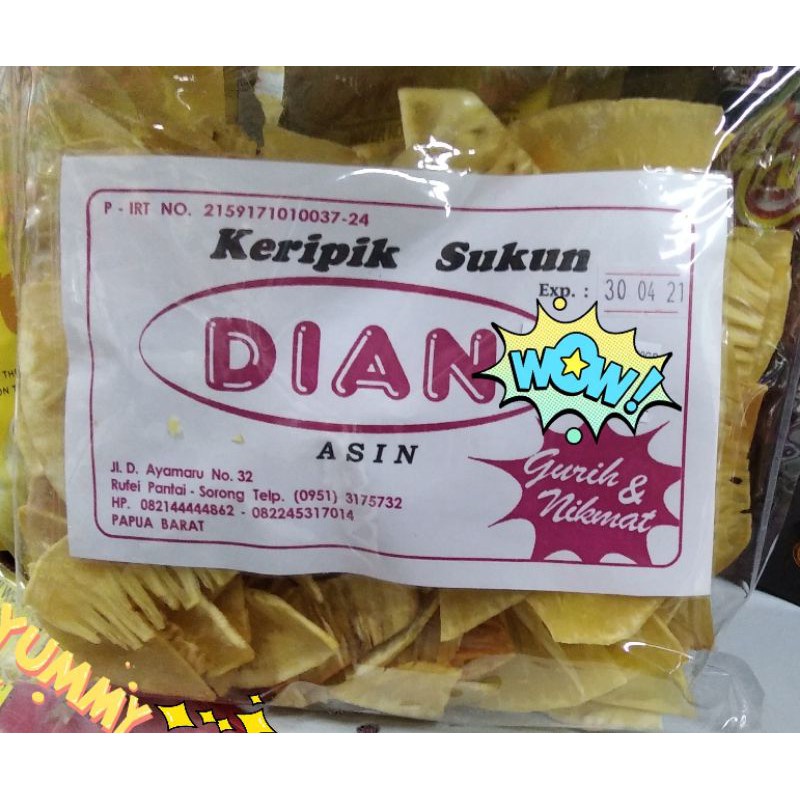 P - IRT NO. 2159171010037-24
Keripik Sukun
Exp. : 30 04 21
DIAN
WOW!
ASIN
Gurih &
Nikmat
Jl. D. Ayamaru No. 32
Rufei Pantai - Sorong Telp. (0951) 3175732
HP. 082144444862 - 082245317014
PAPUA BARAT
YUMMY